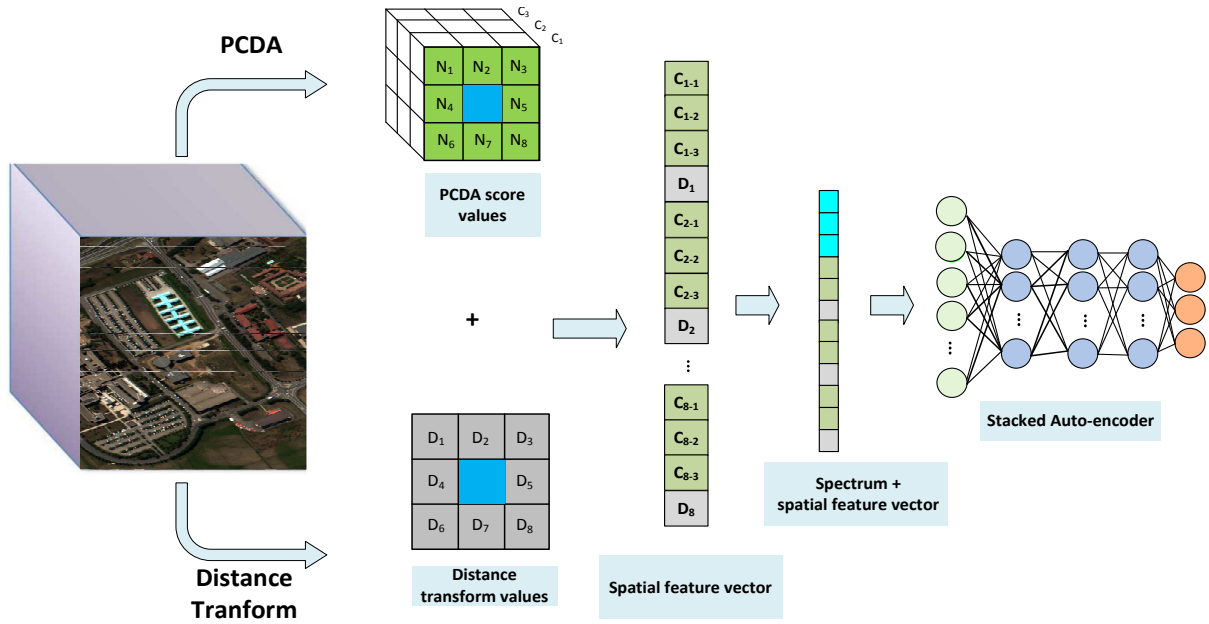 PCDA
C3
C2
C1
N1 N2 N3
N4 N5
N6 N7 N8
PCDA score
values
+
D1 D2 D3
D4 D5
D6 D7 D8
Distance
transform values
Distance
Tranform
C1-1
C1-2
C1-3
D1
C2-1
C2-2
C2-3
D2
...
C8-1
C8-2
C8-3
D8
Spatial feature vector
Spectrum +
spatial feature vector
...
... ... ...
Stacked Auto-encoder